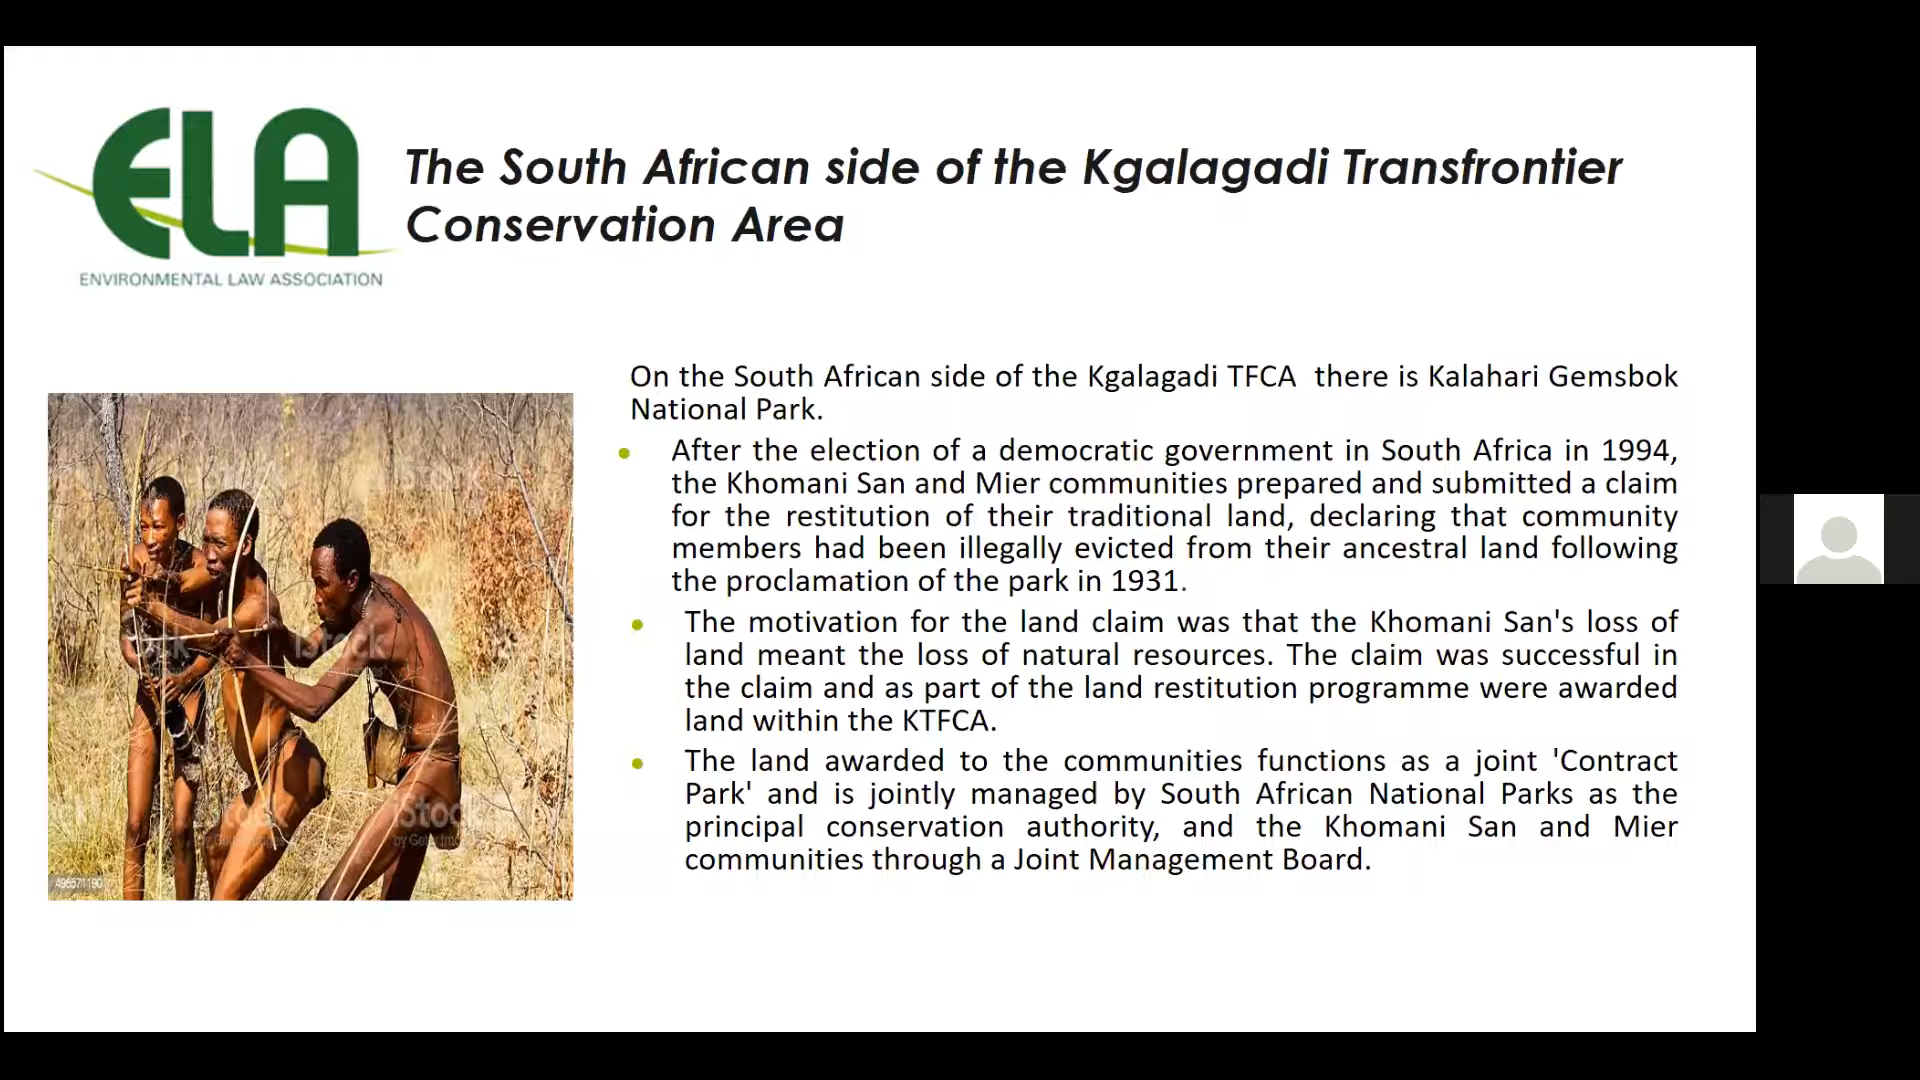 ELA
ENVIRONMENTAL LAW ASSOCIATION
The South African side of the Kgalagadi Transfrontier
Conservation Area
On the South African side of the Kgalagadi TFCA there is Kalahari Gemsbok
National Park.
• After the election of a democratic government in South Africa in 1994,
the Khomani San and Mier communities prepared and submitted a claim
for the restitution of their traditional land, declaring that community
members had been illegally evicted from their ancestral land following
the proclamation of the park in 1931.
• The motivation for the land claim was that the Khomani San's loss of
land meant the loss of natural resources. The claim was successful in
the claim and as part of the land restitution programme were awarded
land within the KTFCA.
• The land awarded to the communities functions as a joint 'Contract
Park' and is jointly managed by South African National Parks as the
principal conservation authority, and the Khomani San and Mier
communities through a Joint Management Board.
iStock
iStock
495571190